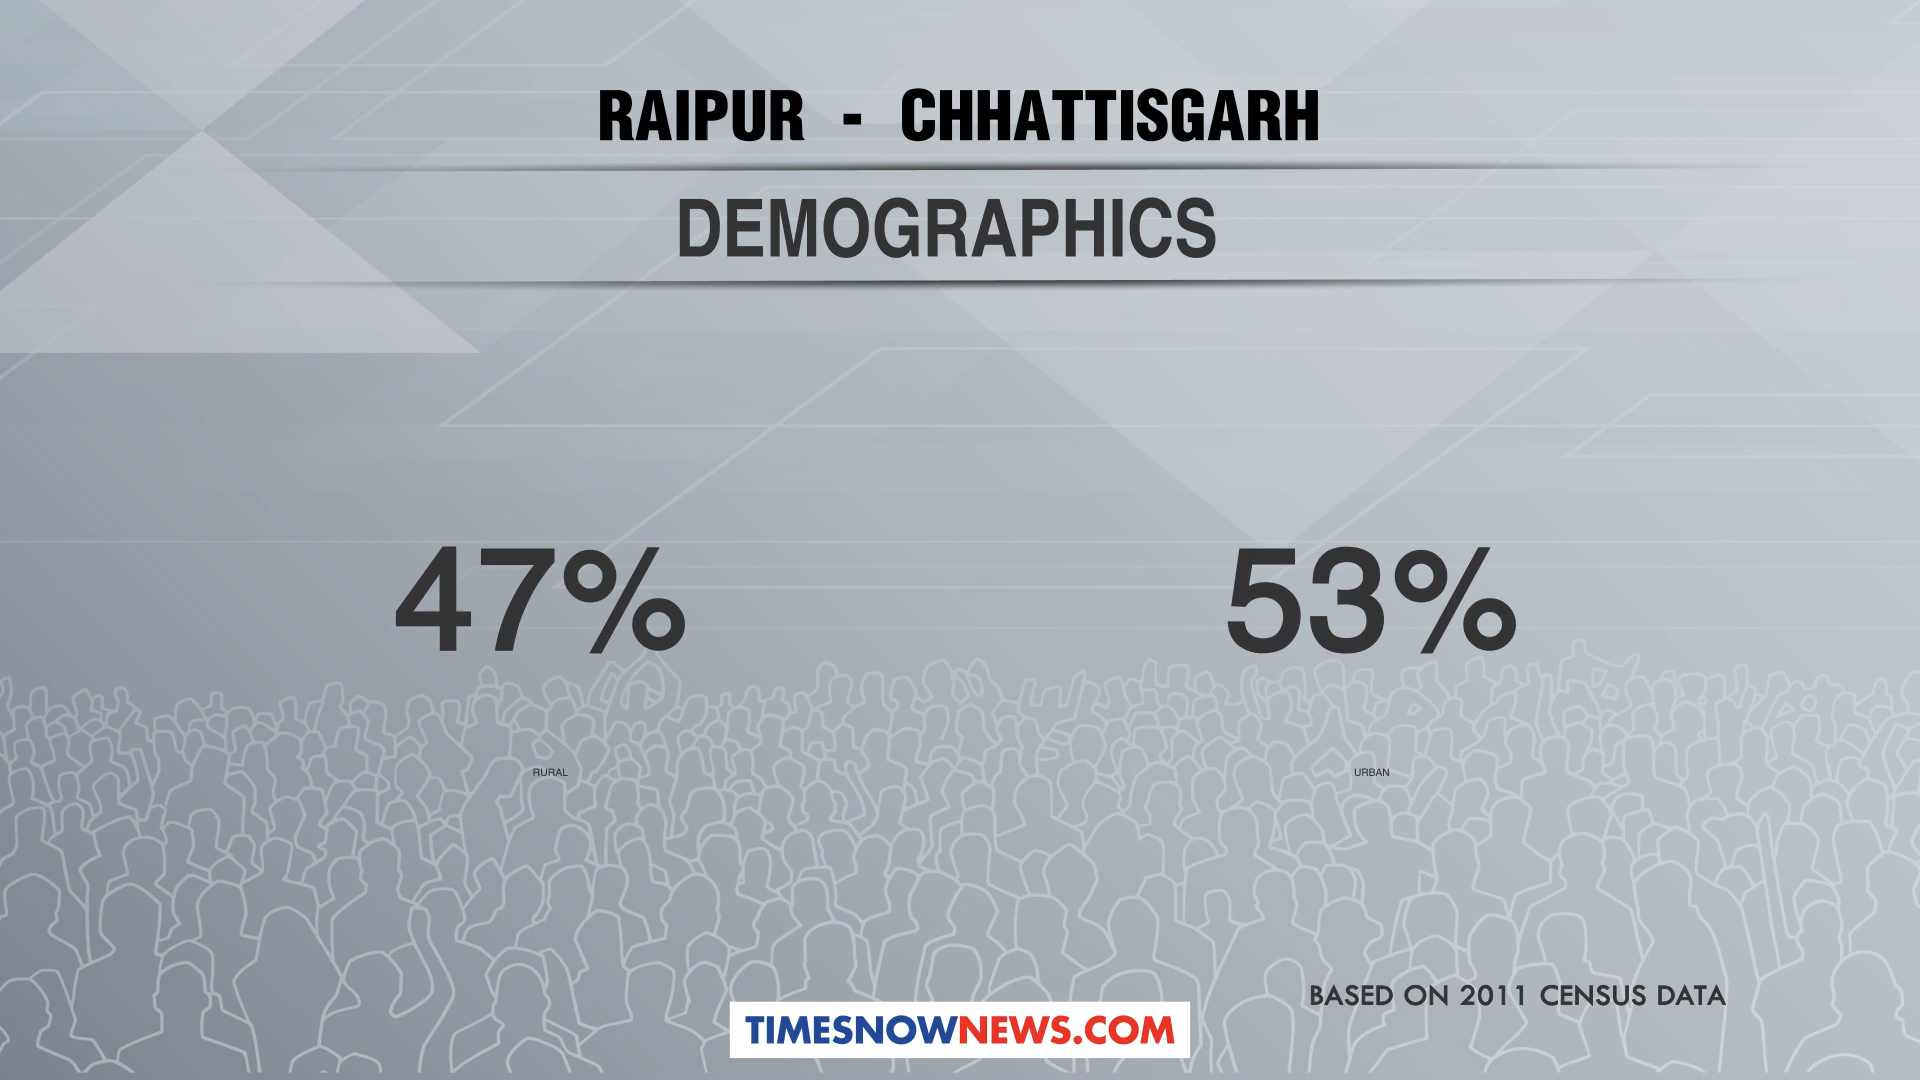 RAIPUR - CHHATTISGARH
DEMOGRAPHICS
47% 53%
RURAL URBAN
BASED ON 2011 CENSUS DATA
TIMESNOWNEWS.COM